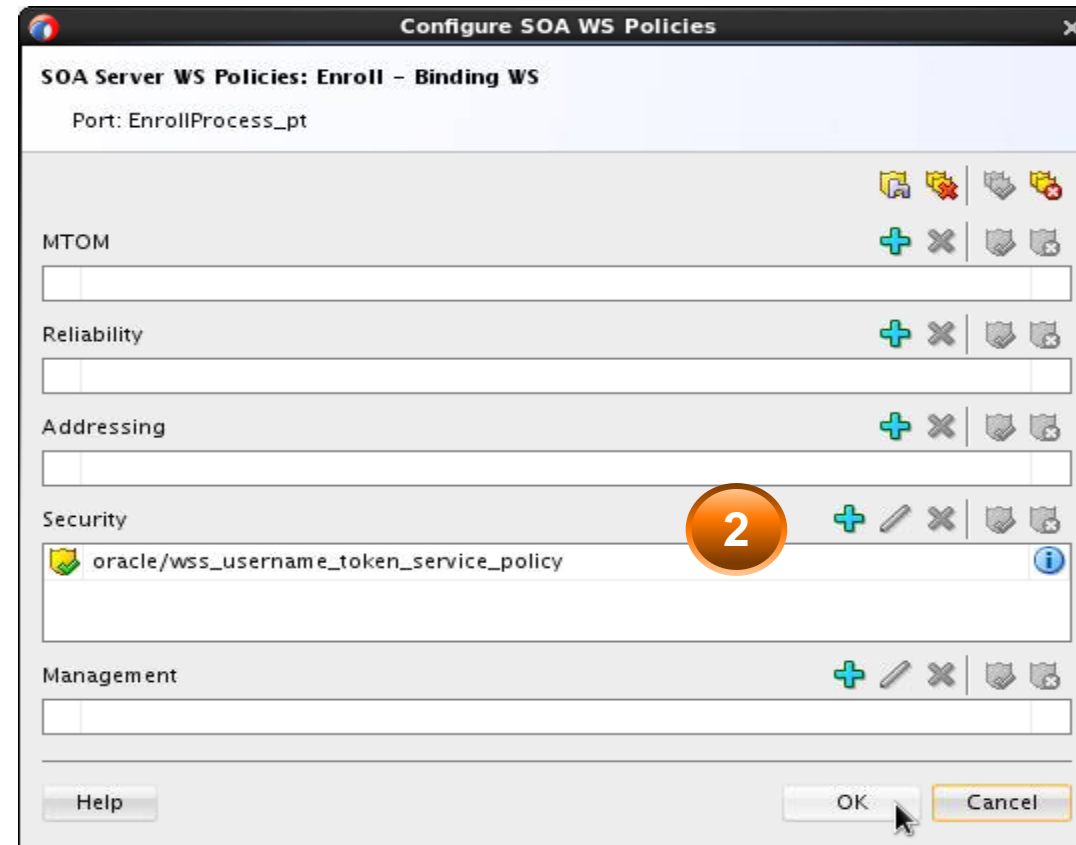 Configure SOA WS Policies
SOA Server WS Policies: Enroll - Binding WS
Port: EnrollProcess_pt
MTOM
Reliability
Addressing
Security
2
oracle/wss_username_token_service_policy
Management
Help
OK
Cancel